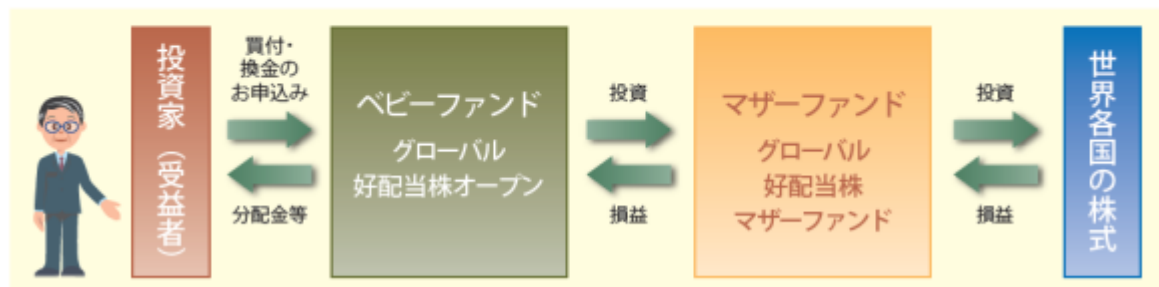 投資家（受益者）
買付・
換金の
お申込み
分配金等
ベビーファンド
グローバル
好配当株オープン
投資
損益
マザーファンド
グローバル
好配当株
マザーファンド
投資
損益
世界各国の株式